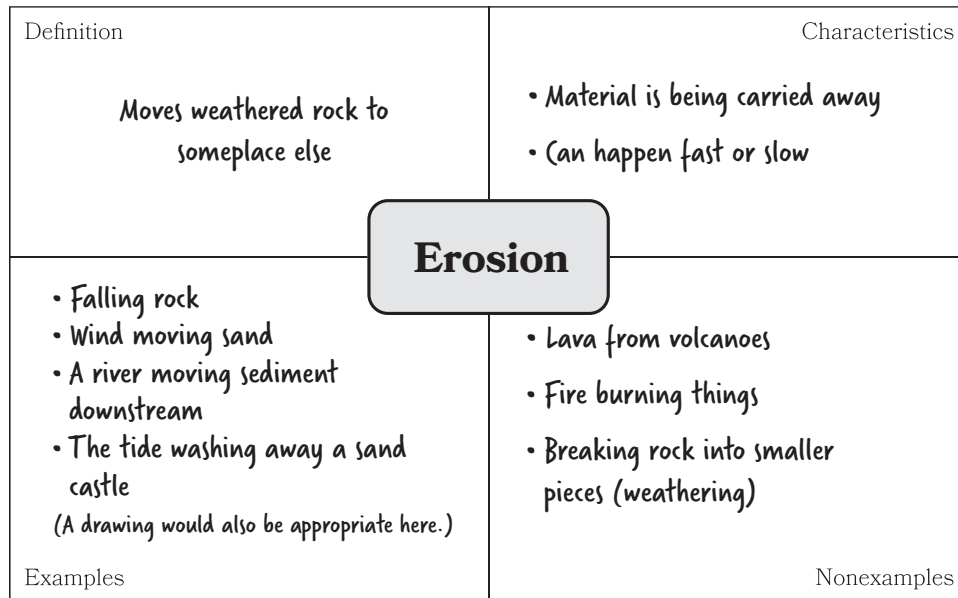 Definition
Moves weathered rock to
someplace else
Characteristics
• Material is being carried away
• Can happen fast or slow
Erosion
• Falling rock
• Wind moving sand
• A river moving sediment
downstream
• The tide washing away a sand
castle
(A drawing would also be appropriate here.)
Examples
• Lava from volcanoes
• Fire burning things
• Breaking rock into smaller
pieces (weathering)
Nonexamples